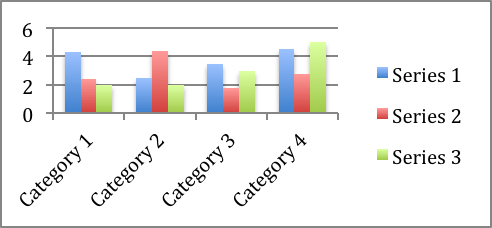 6
4
2
0
Category 1
Category 2
Category 3
Category 4
Series 1
Series 2
Series 3